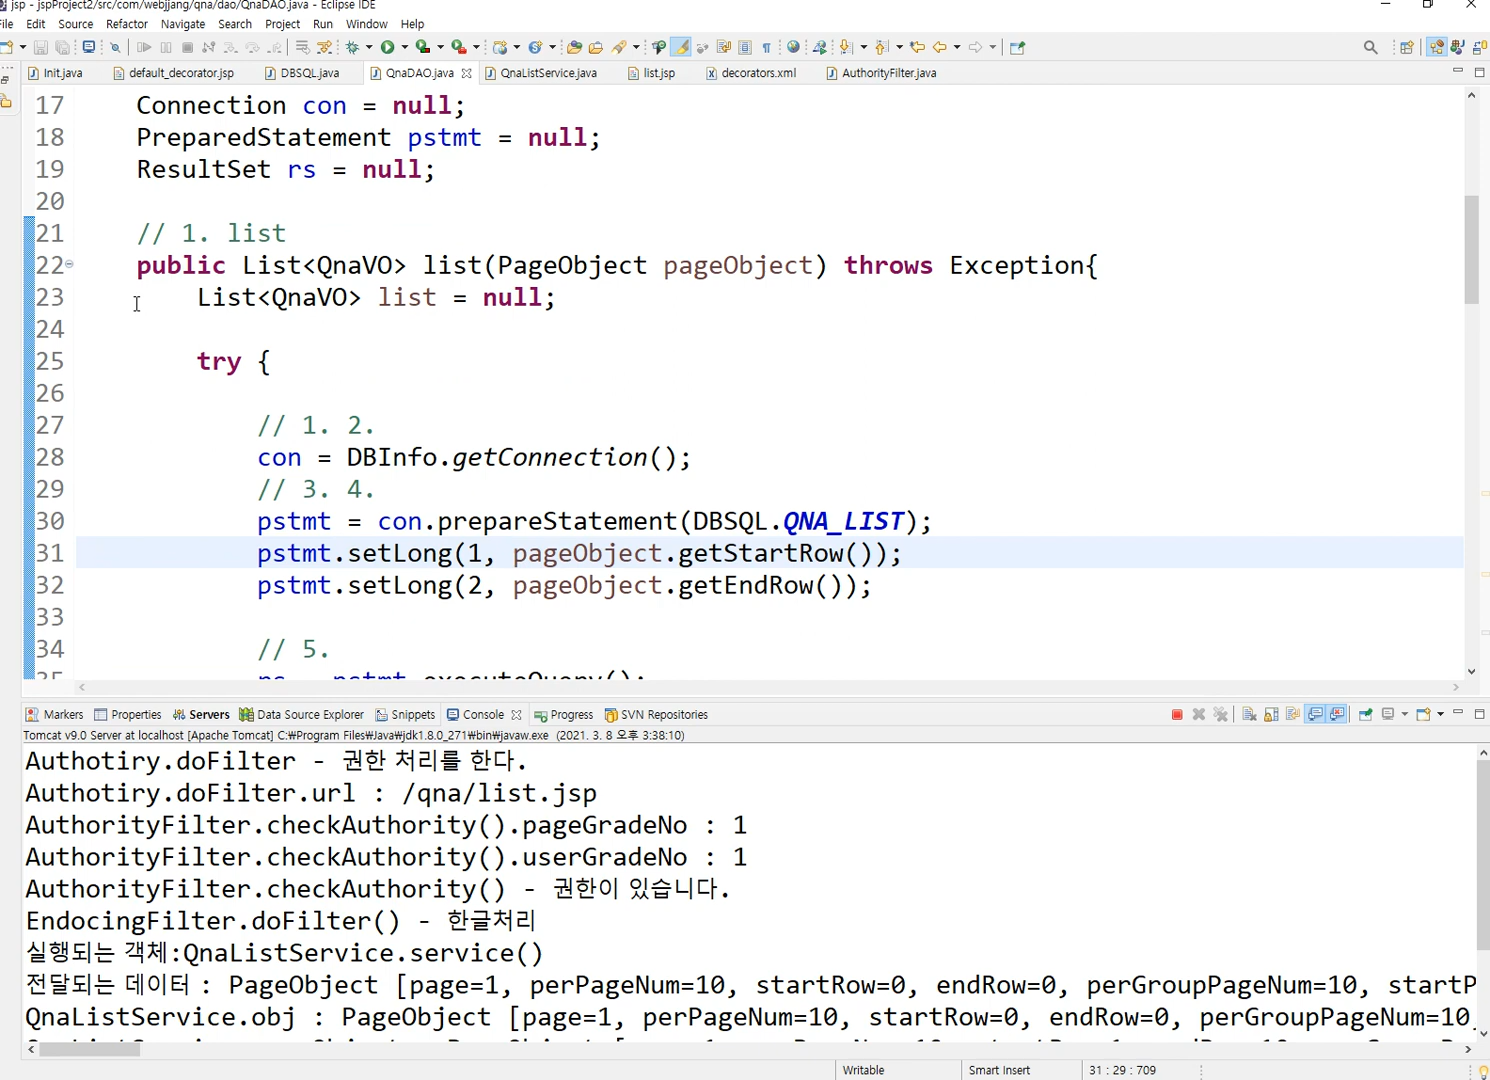 jsp - jspProject2/src/com/webjjang/qna/dao/QnaDAO.java - Eclipse IDE
File Edit Source Refactor Navigate Search Project Run Window Help
Init.java default_decorator.jsp DBSQL.java QnaDAO.java QnaListService.java list.jsp decorators.xml AuthorityFilter.java
17 Connection con = null;
18 PreparedStatement pstmt = null;
19 ResultSet rs = null;
20
21 // 1. list
22 public List<QnaVO> list(PageObject pageObject) throws Exception{
23 List<QnaVO> list = null;
24
25 try {
26
27 // 1. 2.
28 con = DBInfo.getConnection();
29 // 3. 4.
30 pstmt = con.prepareStatement(DBSQL.QNA_LIST);
31 pstmt.setLong(1, pageObject.getStartRow());
32 pstmt.setLong(2, pageObject.getEndRow());
33
34 // 5.
35 rs = pstmt.executeQuery();
Markers Properties Servers Data Source Explorer Snippets Console Progress SVN Repositories
Tomcat v9.0 Server at localhost [Apache Tomcat] C:₩Program Files₩Java₩jdk1.8.0_271₩bin₩javaw.exe (2021. 3. 8 오후 3:38:10)
Authotiry.doFilter - 권한 처리를 한다.
Authotiry.doFilter.url : /qna/list.jsp
AuthorityFilter.checkAuthority().pageGradeNo : 1
AuthorityFilter.checkAuthority().userGradeNo : 1
AuthorityFilter.checkAuthority() - 권한이 있습니다.
EndocingFilter.doFilter() - 한글처리
실행되는 객체:QnaListService.service()
전달되는 데이터 : PageObject [page=1, perPageNum=10, startRow=0, endRow=0, perGroupPageNum=10, startP
QnaListService.obj : PageObject [page=1, perPageNum=10, startRow=0, endRow=0, perGroupPageNum=10,
Writable Smart Insert 31 : 29 : 709